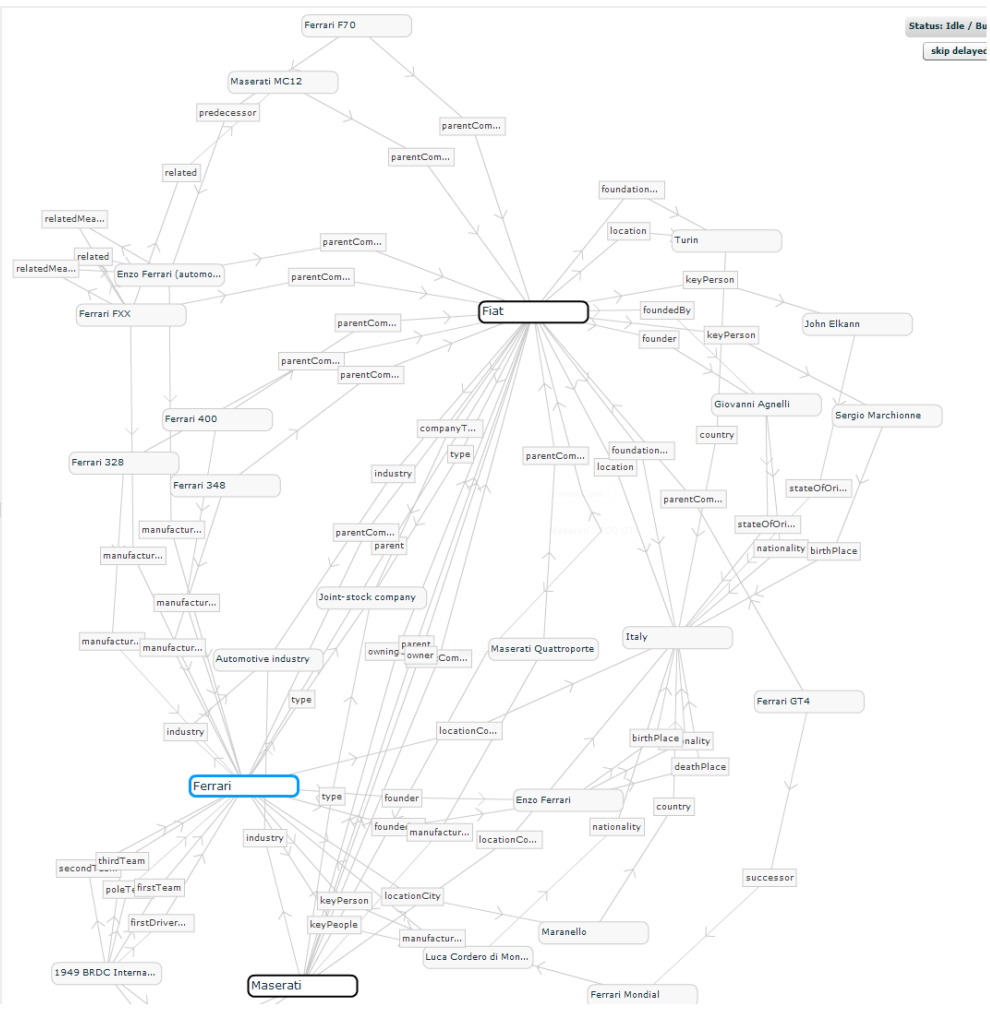 Ferrari F70
Status: Idle / Bu
skip delayed
Maserati MC12
predecessor
parentCom...
parentCom...
related
foundation...
relatedMea...
location
Turin
parentCom...
related
relatedMea...
Enzo Ferrari (automo...
parentCom...
keyPerson
Ferrari FXX
Fiat
foundedBy
John Elkann
parentCom...
founder
keyPerson
parentCom...
parentCom...
Giovanni Agnelli
Sergio Marchionne
Ferrari 400
companyT...
country
type
parentCom...
foundation...
location
Ferrari 328
industry
Ferrari 348
stateOfOri...
parentCom...
manufactur...
parentCom...
parent
stateOfOri...
manufactur...
nationality
birthPlace
manufactur...
Joint-stock company
manufactur...
manufactur...
Automotive industry
owning
parent
owner
Com...
Maserati Quattroporte
Italy
type
Ferrari GT4
industry
locationCo...
birthPlace
nality
deathPlace
Ferrari
type
founder
Enzo Ferrari
country
industry
founde
manufactur...
locationCo...
nationality
secondT
thirdTeam
poleTe
firstTeam
successor
keyPerson
locationCity
firstDriver...
keyPeople
manufactur...
Maranello
1949 BRDC Interna...
Luca Cordero di Mon...
Maserati
Ferrari Mondial